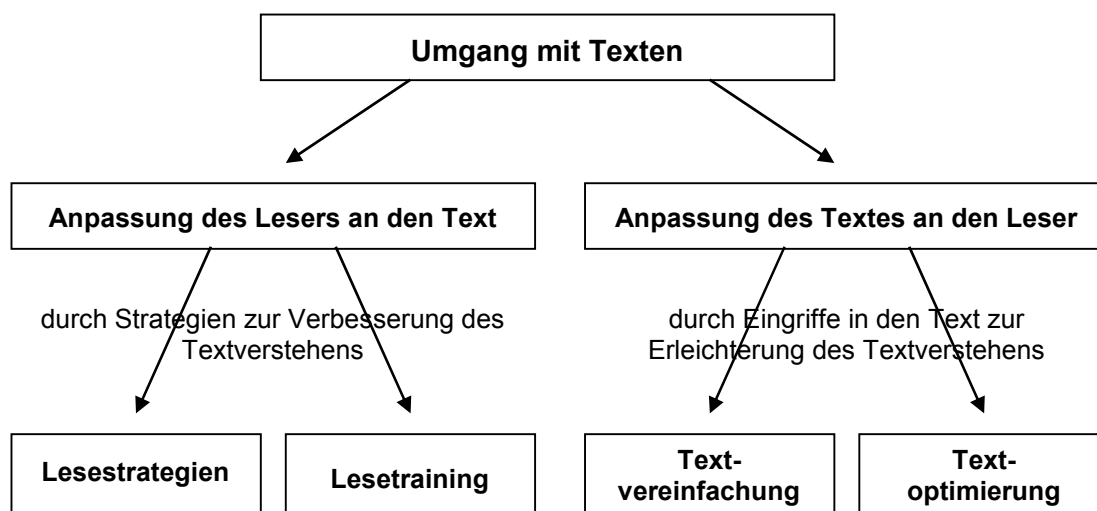 Umgang mit Texten
Anpassung des Lesers an den Text
Anpassung des Textes an den Leser
durch Strategien zur Verbesserung des
Textverstehens
durch Eingriffe in den Text zur
Erleichterung des Textverstehens
Lesestrategien
Lesetraining
Text-
vereinfachung
Text-
optimierung